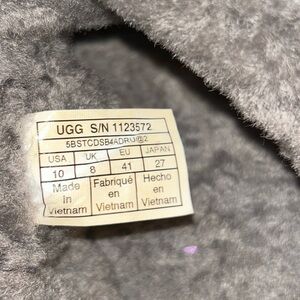 UGG S/N 1123572
USA UK EU JAPAN
10 8 41 27
Made Fabriqué Hecho
in en en
Vietnam Vietnam Vietnam